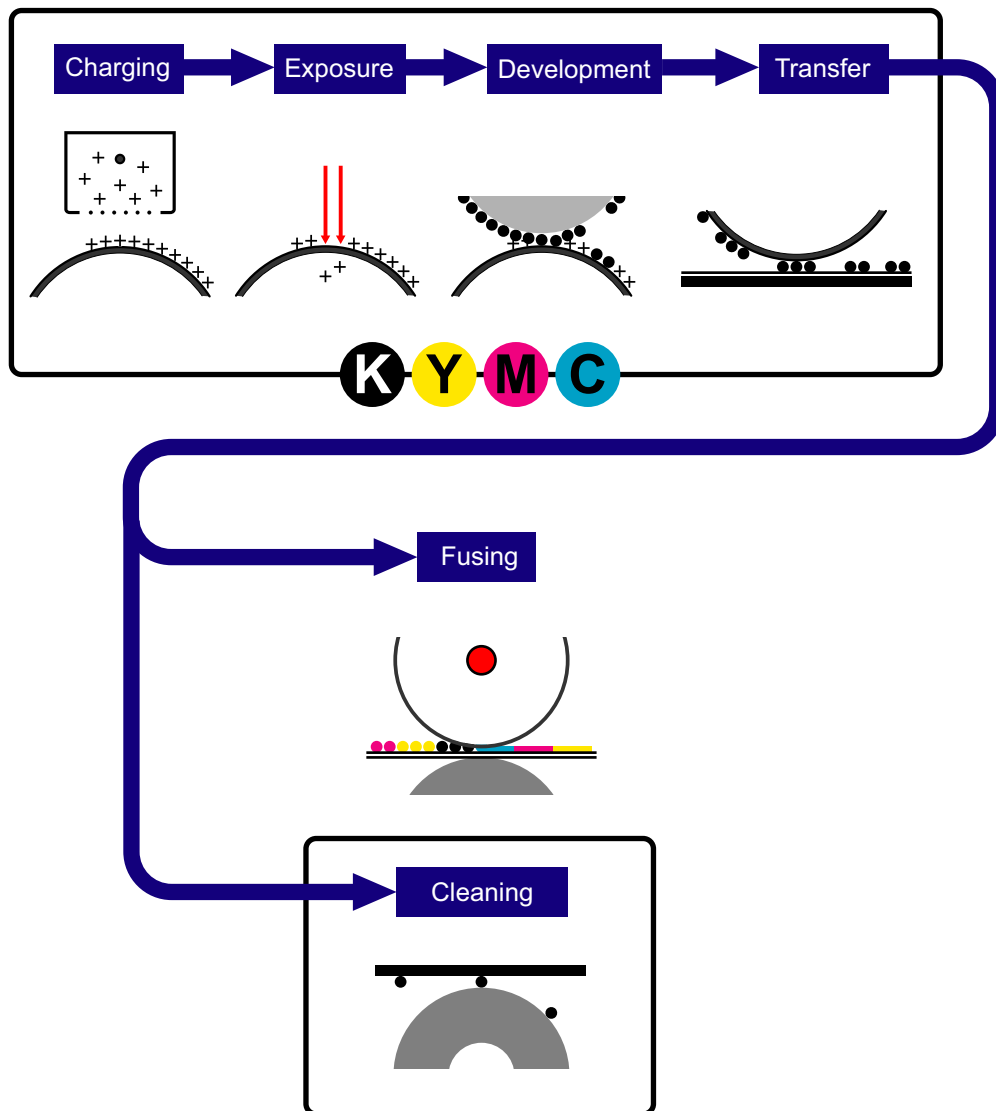 Charging
Exposure
Development
Transfer
K Y M C
Fusing
Cleaning